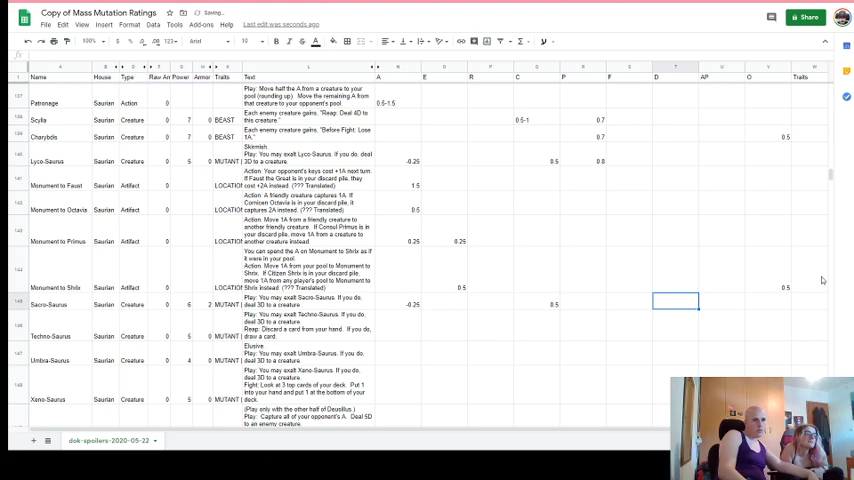 Copy of Mass Mutation Ratings Saving...
File Edit View Insert Format Data Tools Add-ons Help Last edit was seconds ago
Share
100% $ % .0 .00 123 Arial 10
A B D F G H K L N E Q P T U V W
1 Name House Type Raw Am Power Armor Traits Text A E R C P F D AP O Traits
137 Patronage Saurian Action 0 Play: Move half the A from a creature to your pool (rounding up). Move the remaining A from that creature to your opponent's pool. 0.5-1.5
138 Scylla Saurian Creature 0 7 0 BEAST Each enemy creature gains, "Reap: Deal 4D to this creature." 0.5-1 0.7
139 Charybdis Saurian Creature 0 7 0 BEAST Each enemy creature gains, "Before Fight: Lose 1A." 0.7 0.5
140 Lyco-Saurus Saurian Creature 0 5 0 MUTANT Skirmish. Play: You may exalt Lyco-Saurus. If you do, deal 3D to a creature. -0.25 0.5 0.8
141 Monument to Faust Saurian Artifact 0 LOCATION Action: Your opponent's keys cost +1A next turn. If Faust the Great is in your discard pile, they cost +2A instead. (??? Translated) 1.5
142 Monument to Octavia Saurian Artifact 0 LOCATION Action: A friendly creature captures 1A. If Cornicen Octavia is in your discard pile, it captures 2A instead. (??? Translated) 0.5
143 Monument to Primus Saurian Artifact 0 LOCATION Action: Move 1A from a friendly creature to another friendly creature. If Consul Primus is in your discard pile, move 1A from a creature to another creature instead 0.25 0.25
144 Monument to Shrix Saurian Artifact 0 LOCATION You can spend the A on Monument to Shrix as if it were in your pool. Action: Move 1A from your pool to Monument to Shrix. If Citizen Shrix is in your discard pile, move 1A from any player's pool to Monument to Shrix instead (??? Translated) 0.5 0.5
145 Sacro-Saurus Saurian Creature 0 6 2 MUTANT Play: You may exalt Sacro-Saurus. If you do, deal 3D to a creature -0.25 0.5
146 Techno-Saurus Saurian Creature 0 5 0 MUTANT Play: You may exalt Techno-Saurus. If you do, deal 3D to a creature. Reap: Discard a card from your hand. If you do, draw a card.
147 Umbra-Saurus Saurian Creature 0 4 0 MUTANT Elusive Play: You may exalt Umbra-Saurus. If you do, deal 3D to a creature.
148 Xeno-Saurus Saurian Creature 0 5 0 MUTANT Play: You may exalt Xeno-Saurus. If you do, deal 3D to a creature. Fight: Look at 3 top cards of your deck. Put 1 into your hand and put 1 at the bottom of your deck.
(Play only with the other half of Deusillus.) Play: Capture all of your opponent's A. Deal 5D to an enemy creature.
dok-spoilers-2020-05-22